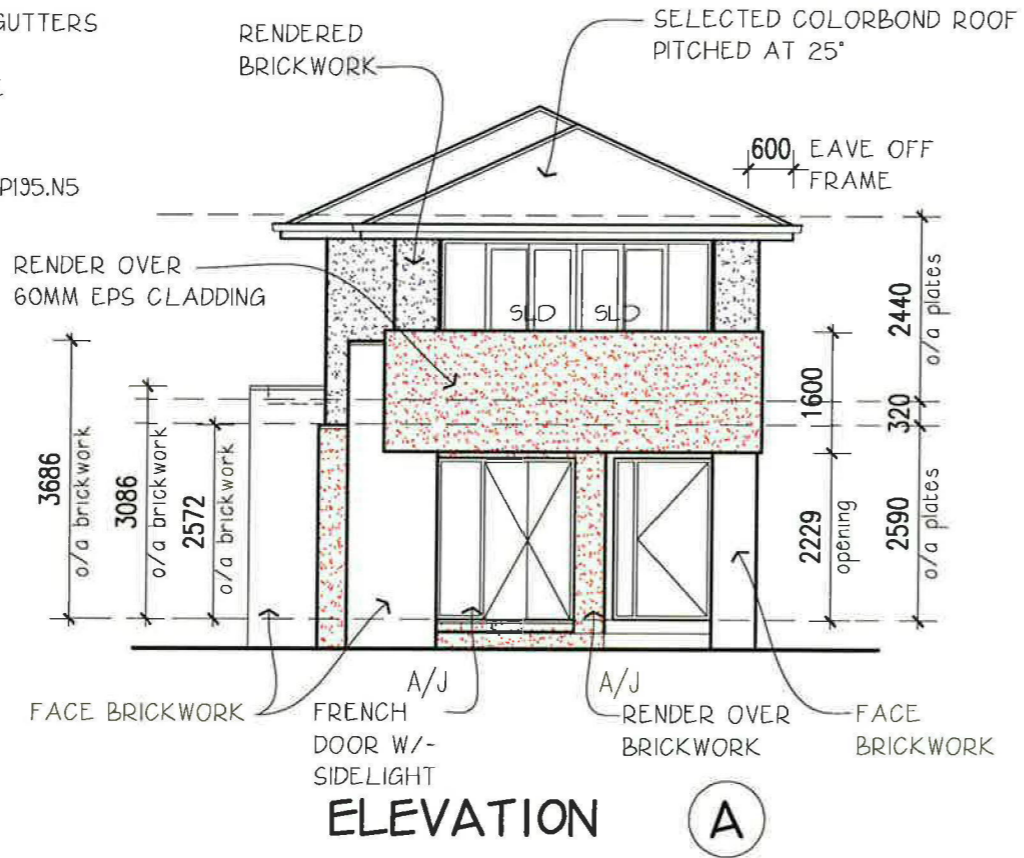 GUTTERS
P195.N5
RENDERED
BRICKWORK
SELECTED COLORBOND ROOF
PITCHED AT 25°
600 EAVE OFF
FRAME
RENDER OVER
60MM EPS CLADDING
SLD SLD
2440
o/a plates
320
2590
o/a plates
1600
2229
opening
3686
o/a brickwork
3086
o/a brickwork
2572
o/a brickwork
A/J A/J
FACE BRICKWORK
FRENCH
DOOR W/-
SIDELIGHT
RENDER OVER
BRICKWORK
FACE
BRICKWORK
ELEVATION A